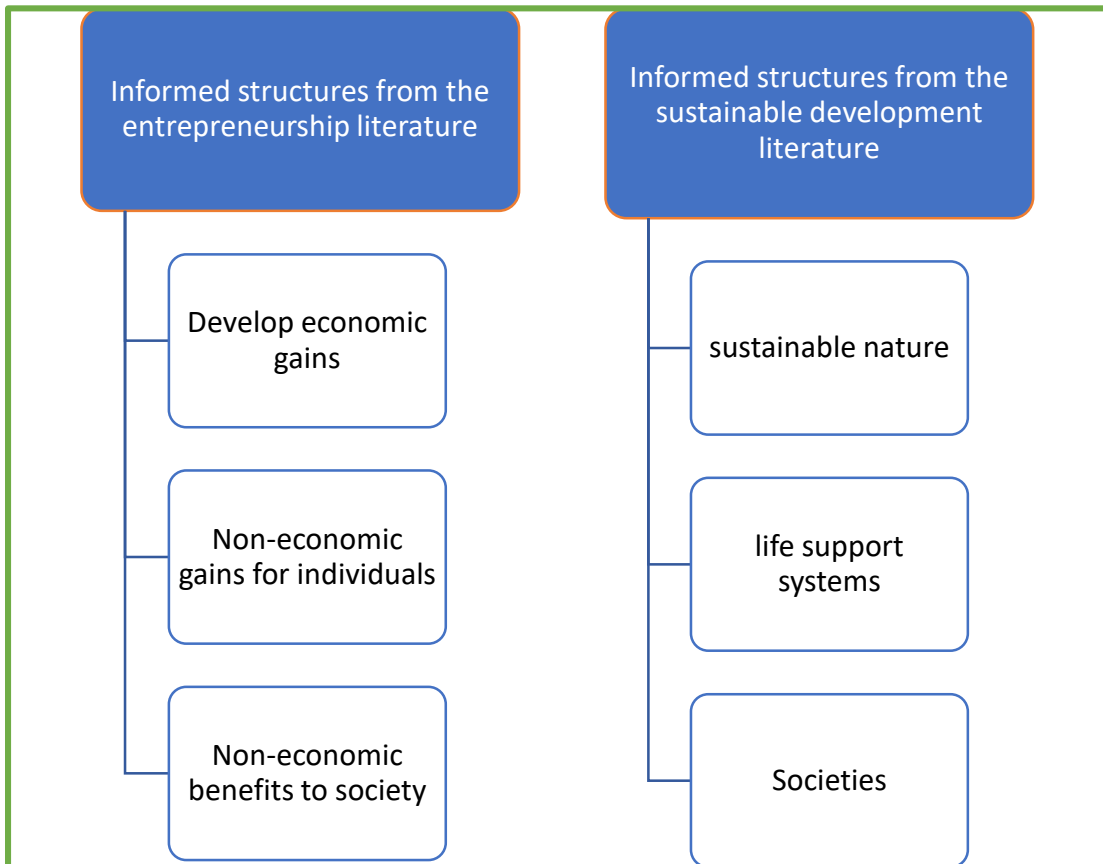 Informed structures from the
entrepreneurship literature
Develop economic
gains
Non-economic
gains for individuals
Non-economic
benefits to society
Informed structures from the
sustainable development
literature
sustainable nature
life support
systems
Societies